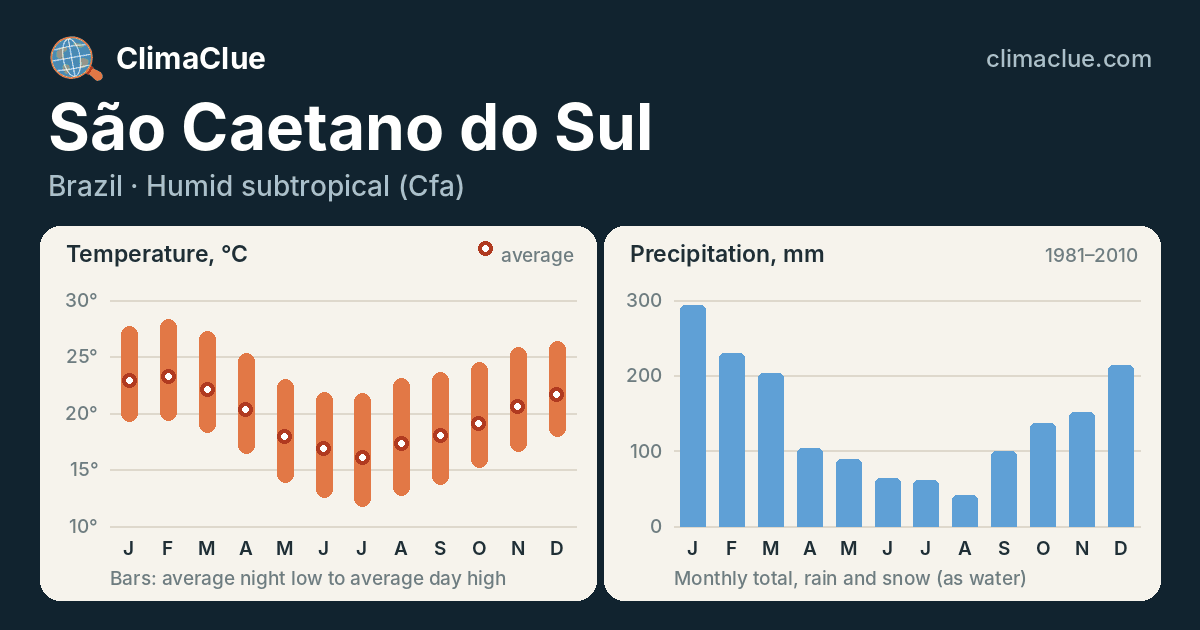 ClimaClue
climaclue.com
São Caetano do Sul
Brazil · Humid subtropical (Cfa)
Temperature, °C
average
30°
25°
20°
15°
10°
J F M A M J J A S O N D
Bars: average night low to average day high
Precipitation, mm
1981–2010
300
200
100
0
J F M A M J J A S O N D
Monthly total, rain and snow (as water)